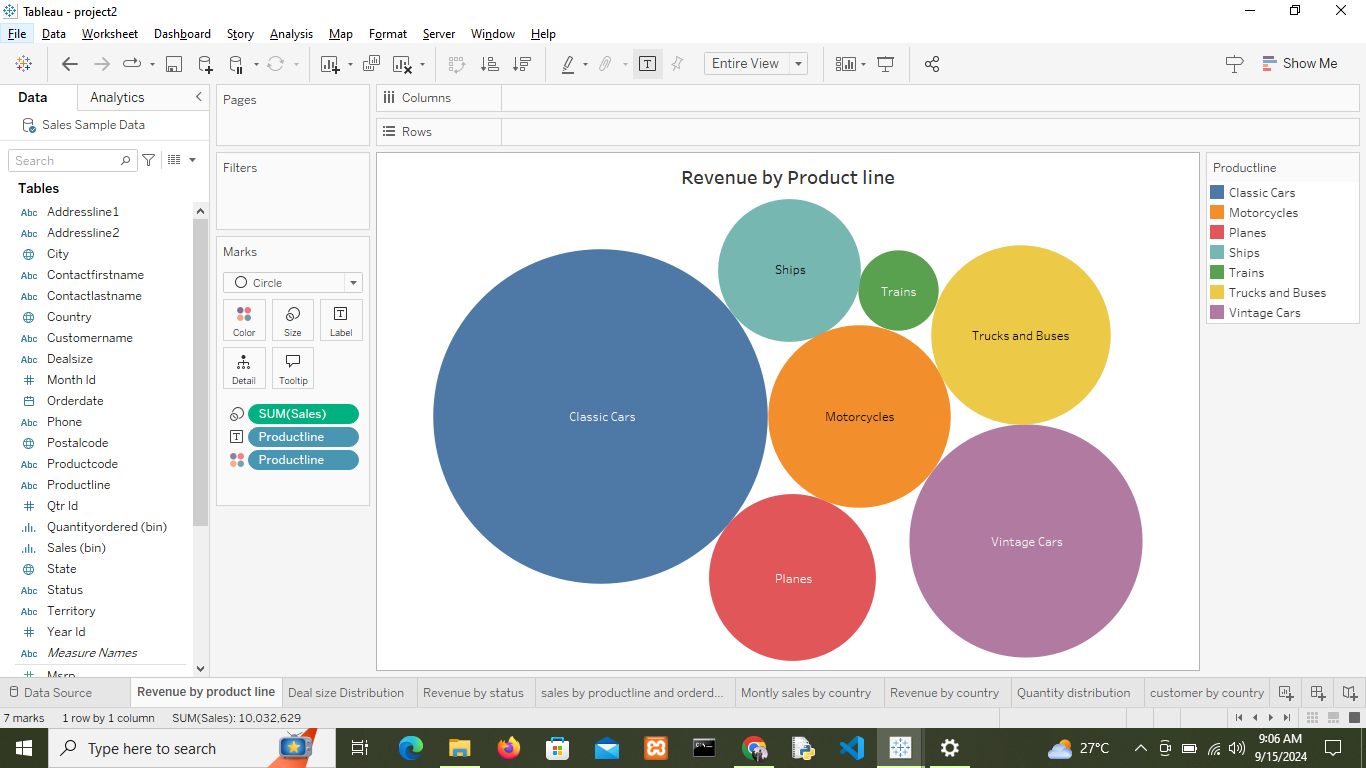 Tableau - project2
File Data Worksheet Dashboard Story Analysis Map Format Server Window Help
Entire View
Show Me
Data Analytics
Sales Sample Data
Search
Tables
Abc Addressline1
Abc Addressline2
City
Abc Contactfirstname
Abc Contactlastname
Country
Abc Customername
Abc Dealsize
Month Id
Orderdate
Abc Phone
Postalcode
Abc Productcode
Abc Productline
Qtr Id
Quantityordered (bin)
Sales (bin)
State
Abc Status
Abc Territory
Year Id
Abc Measure Names
Msrp
Pages
Filters
Marks
Circle
Color Size Label
Detail Tooltip
SUM(Sales)
Productline
Productline
Columns
Rows
Revenue by Product line
Ships
Trains
Trucks and Buses
Classic Cars
Motorcycles
Vintage Cars
Planes
Productline
Classic Cars
Motorcycles
Planes
Ships
Trains
Trucks and Buses
Vintage Cars
Data Source Revenue by product line Deal size Distribution Revenue by status sales by productline and orderd... Montly sales by country Revenue by country Quantity distribution customer by country
7 marks 1 row by 1 column SUM(Sales): 10,032,629
Type here to search
27°C
9:06 AM
9/15/2024